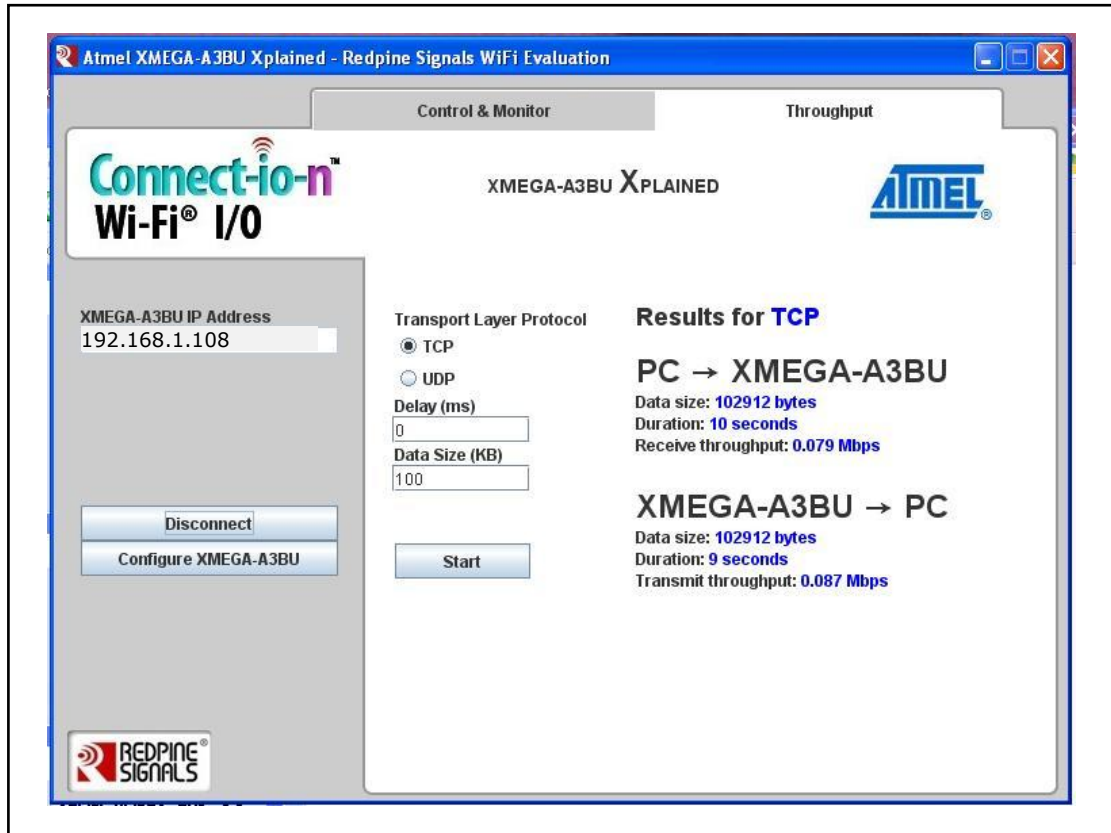 Atmel XMEGA-A3BU Xplained - Redpine Signals WiFi Evaluation
Control & Monitor
Throughput
Connect-io-n™
Wi-Fi® I/0
XMEGA-A3BU XPLAINED
ATMEL®
XMEGA-A3BU IP Address
192.168.1.108
Disconnect
Configure XMEGA-A3BU
Transport Layer Protocol
TCP
UDP
Delay (ms)
0
Data Size (KB)
100
Start
Results for TCP
PC → XMEGA-A3BU
Data size: 102912 bytes
Duration: 10 seconds
Receive throughput: 0.079 Mbps
XMEGA-A3BU → PC
Data size: 102912 bytes
Duration: 9 seconds
Transmit throughput: 0.087 Mbps
REDPINE®
SIGNALS